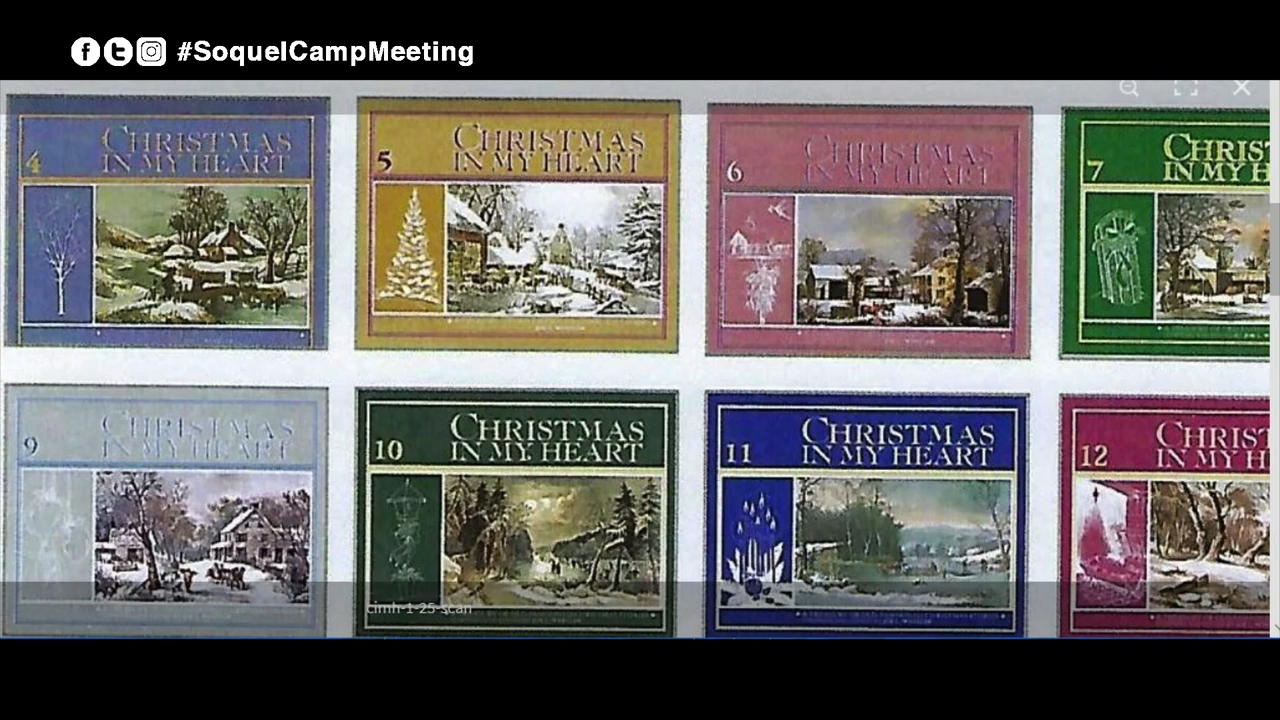 #SoquelCampMeeting
4
CHRISTMAS
IN MY HEART
5
CHRISTMAS
IN MY HEART
6
CHRISTMAS
IN MY HEART
7
CHRIST
IN MY H
9
CHRISTMAS
IN MY HEART
10
CHRISTMAS
IN MY HEART
11
CHRISTMAS
IN MY HEART
12
CHRIST
IN MY H
cimh-1-25-scan